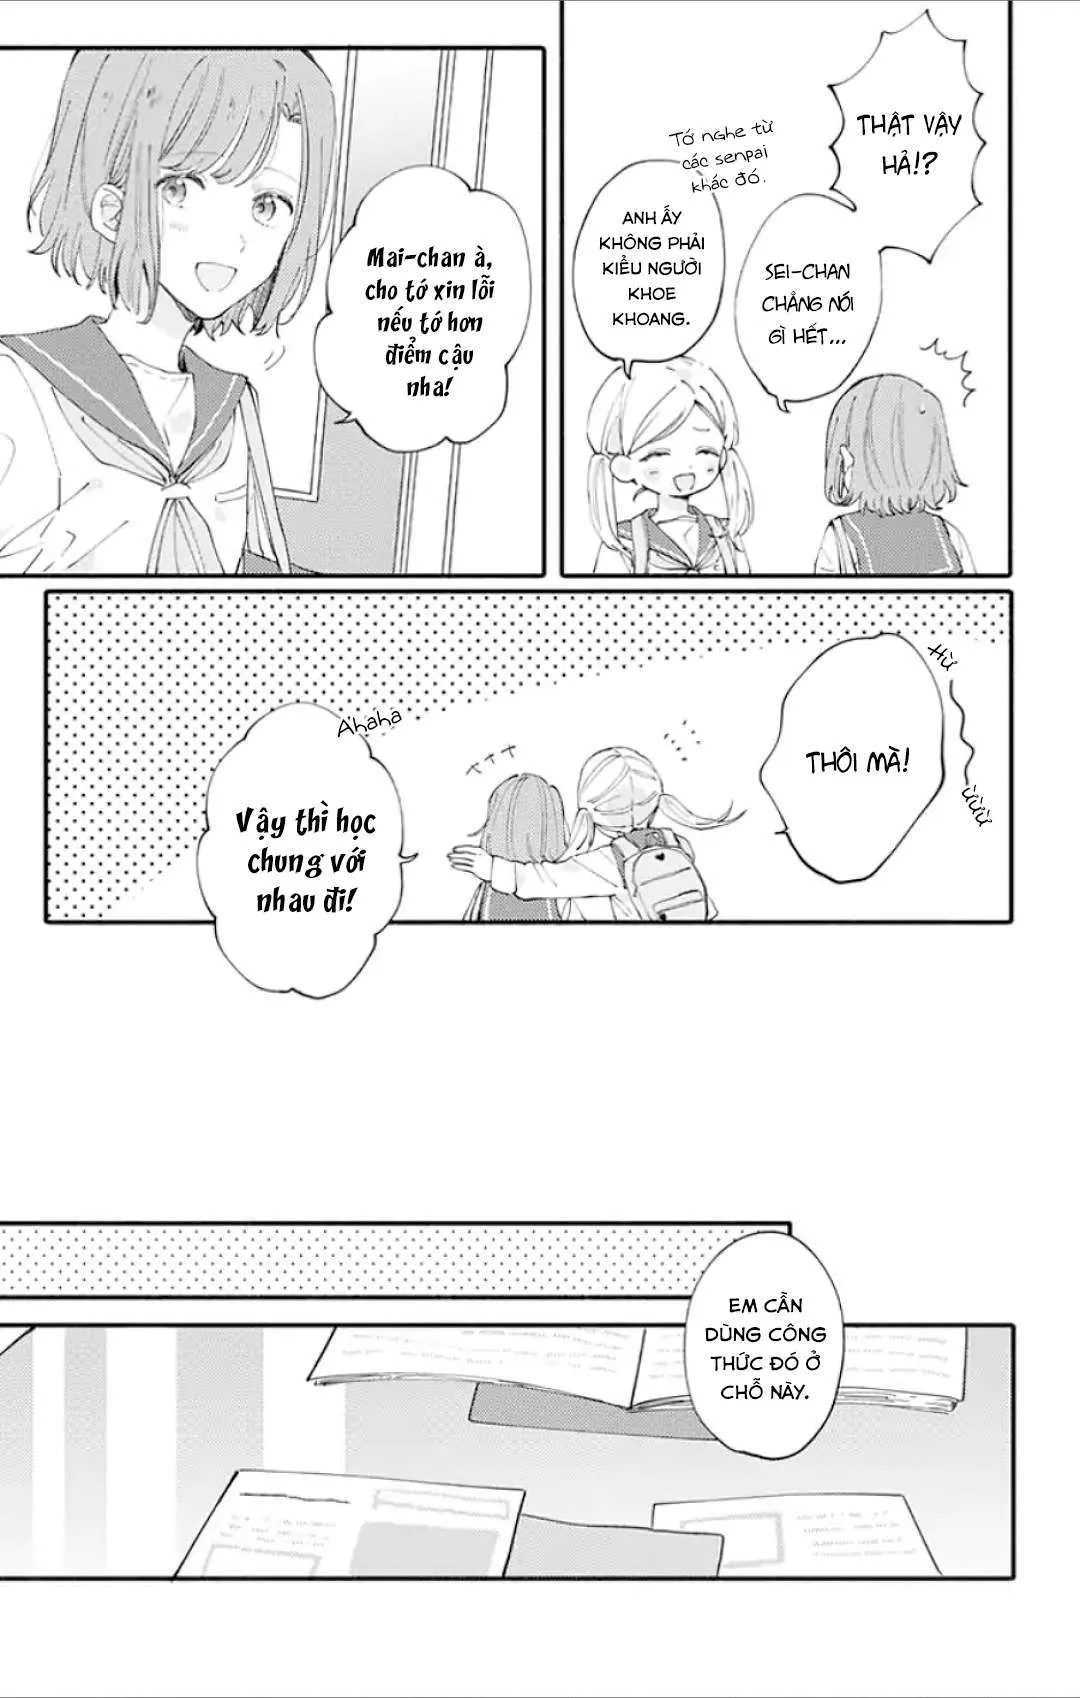 THẬT VẬY
HẢ!?
SEI-CHAN
CHẲNG NÓI
GÌ HẾT...
Tớ nghe từ
các senpai
khác đó.
ANH ẤY
KHÔNG PHẢI
KIỂU NGƯỜI
KHOE
KHOANG.
Mai-chan à,
cho tớ xin lỗi
nếu tớ hơn
điểm cậu
nha!
Hừ
ừừừ
THÔI MÀ!
Ahaha
Vậy thì học
chung với
nhau đi!
EM CẦN
DÙNG CÔNG
THỨC ĐÓ Ở
CHỖ NÀY.